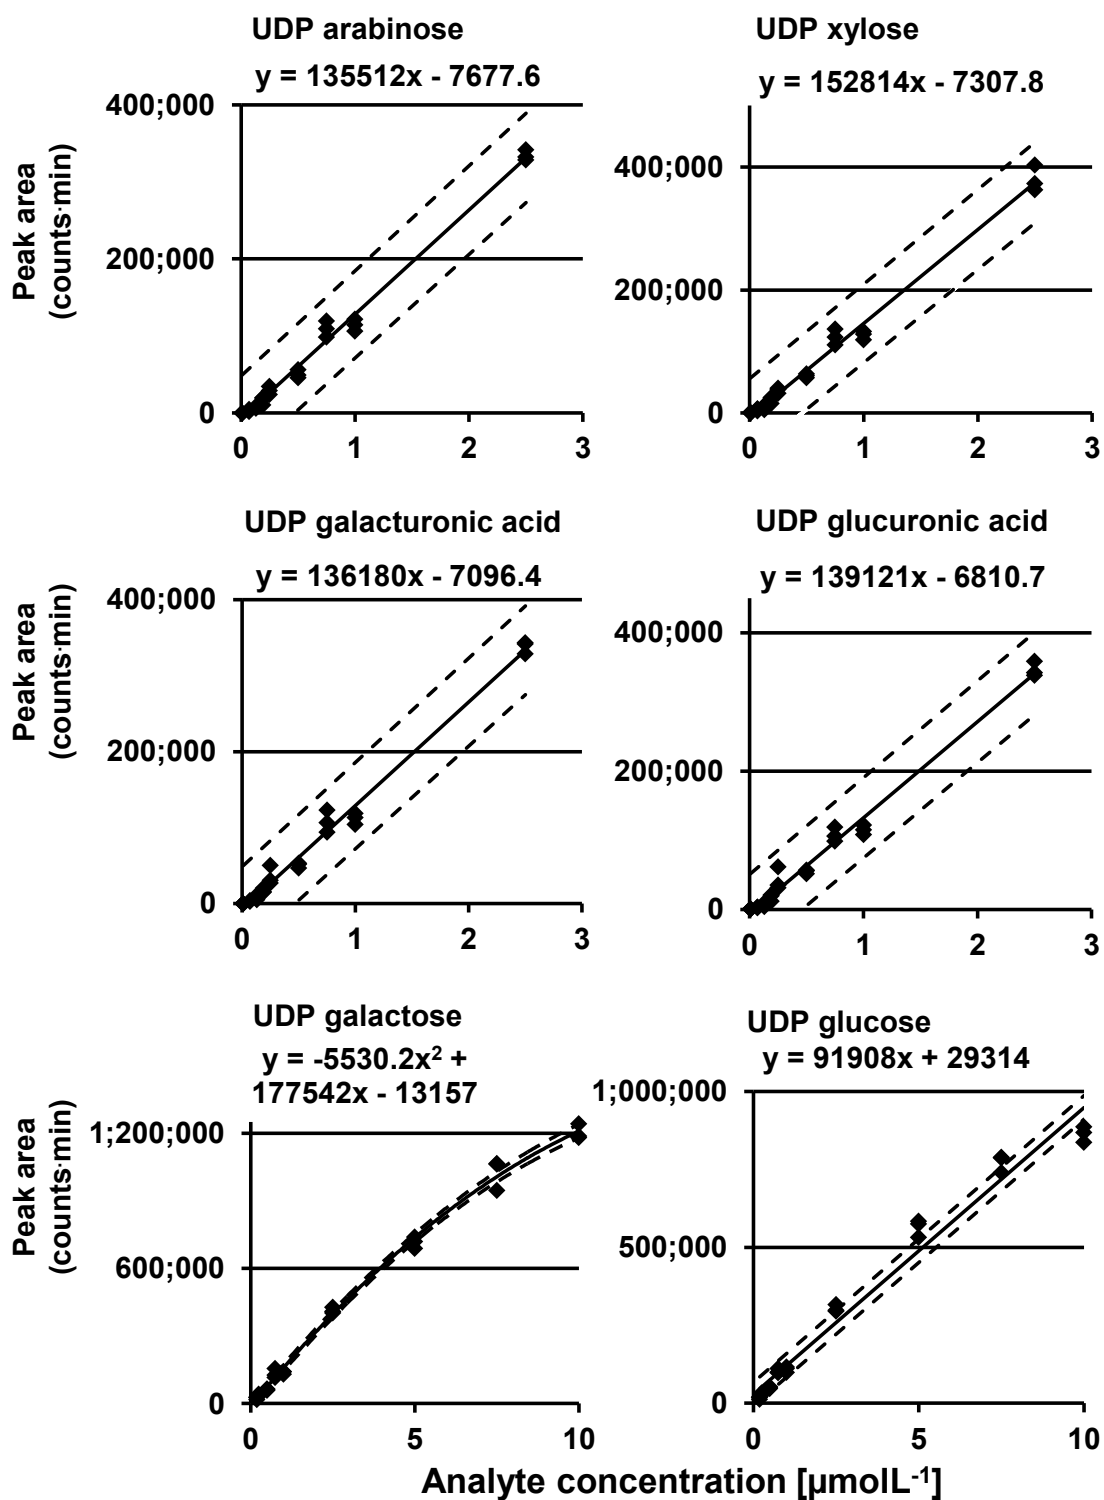 UDP arabinose
y = 135512x - 7677.6
400;000
200;000
0
0 1 2 3
Peak area
(counts·min)
UDP xylose
y = 152814x - 7307.8
400;000
200;000
0
0 1 2 3
UDP galacturonic acid
y = 136180x - 7096.4
400;000
200;000
0
0 1 2 3
Peak area
(counts·min)
UDP glucuronic acid
y = 139121x - 6810.7
400;000
200;000
0
0 1 2 3
UDP galactose
y = -5530.2x² +
177542x - 13157
1;200;000
600;000
0
0 5 10
Peak area
(counts·min)
UDP glucose
y = 91908x + 29314
1;000;000
500;000
0
0 5 10
Analyte concentration [µmolL⁻¹]